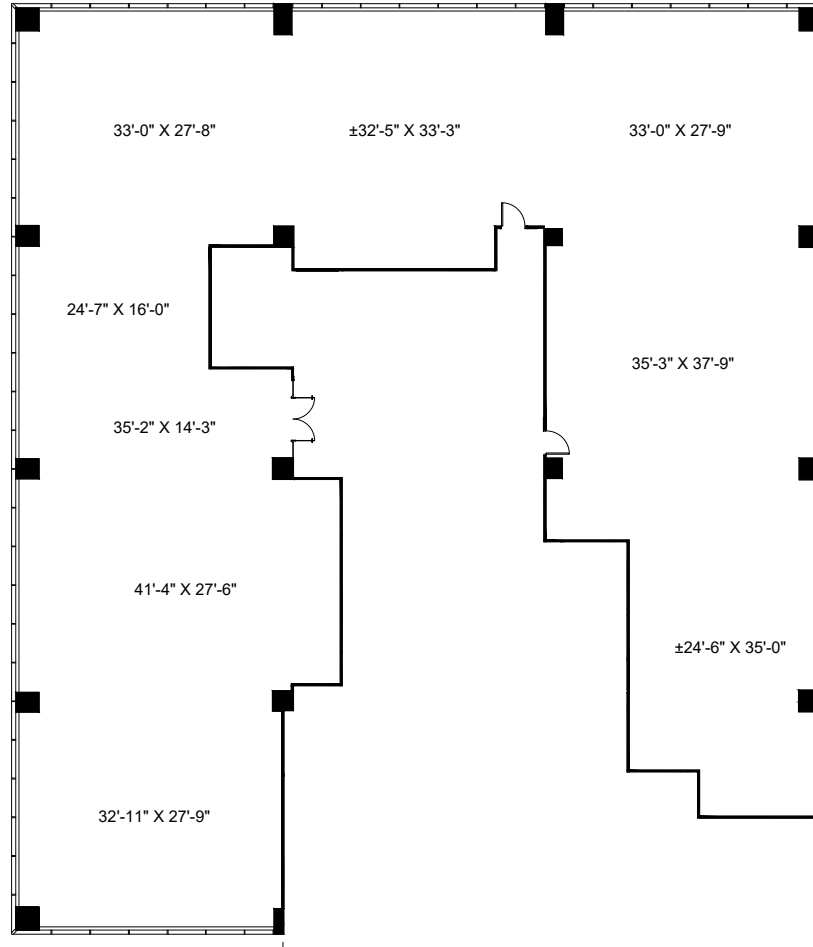 33'-0" X 27'-8"
±32'-5" X 33'-3"
33'-0" X 27'-9"
24'-7" X 16'-0"
35'-3" X 37'-9"
35'-2" X 14'-3"
41'-4" X 27'-6"
±24'-6" X 35'-0"
32'-11" X 27'-9"